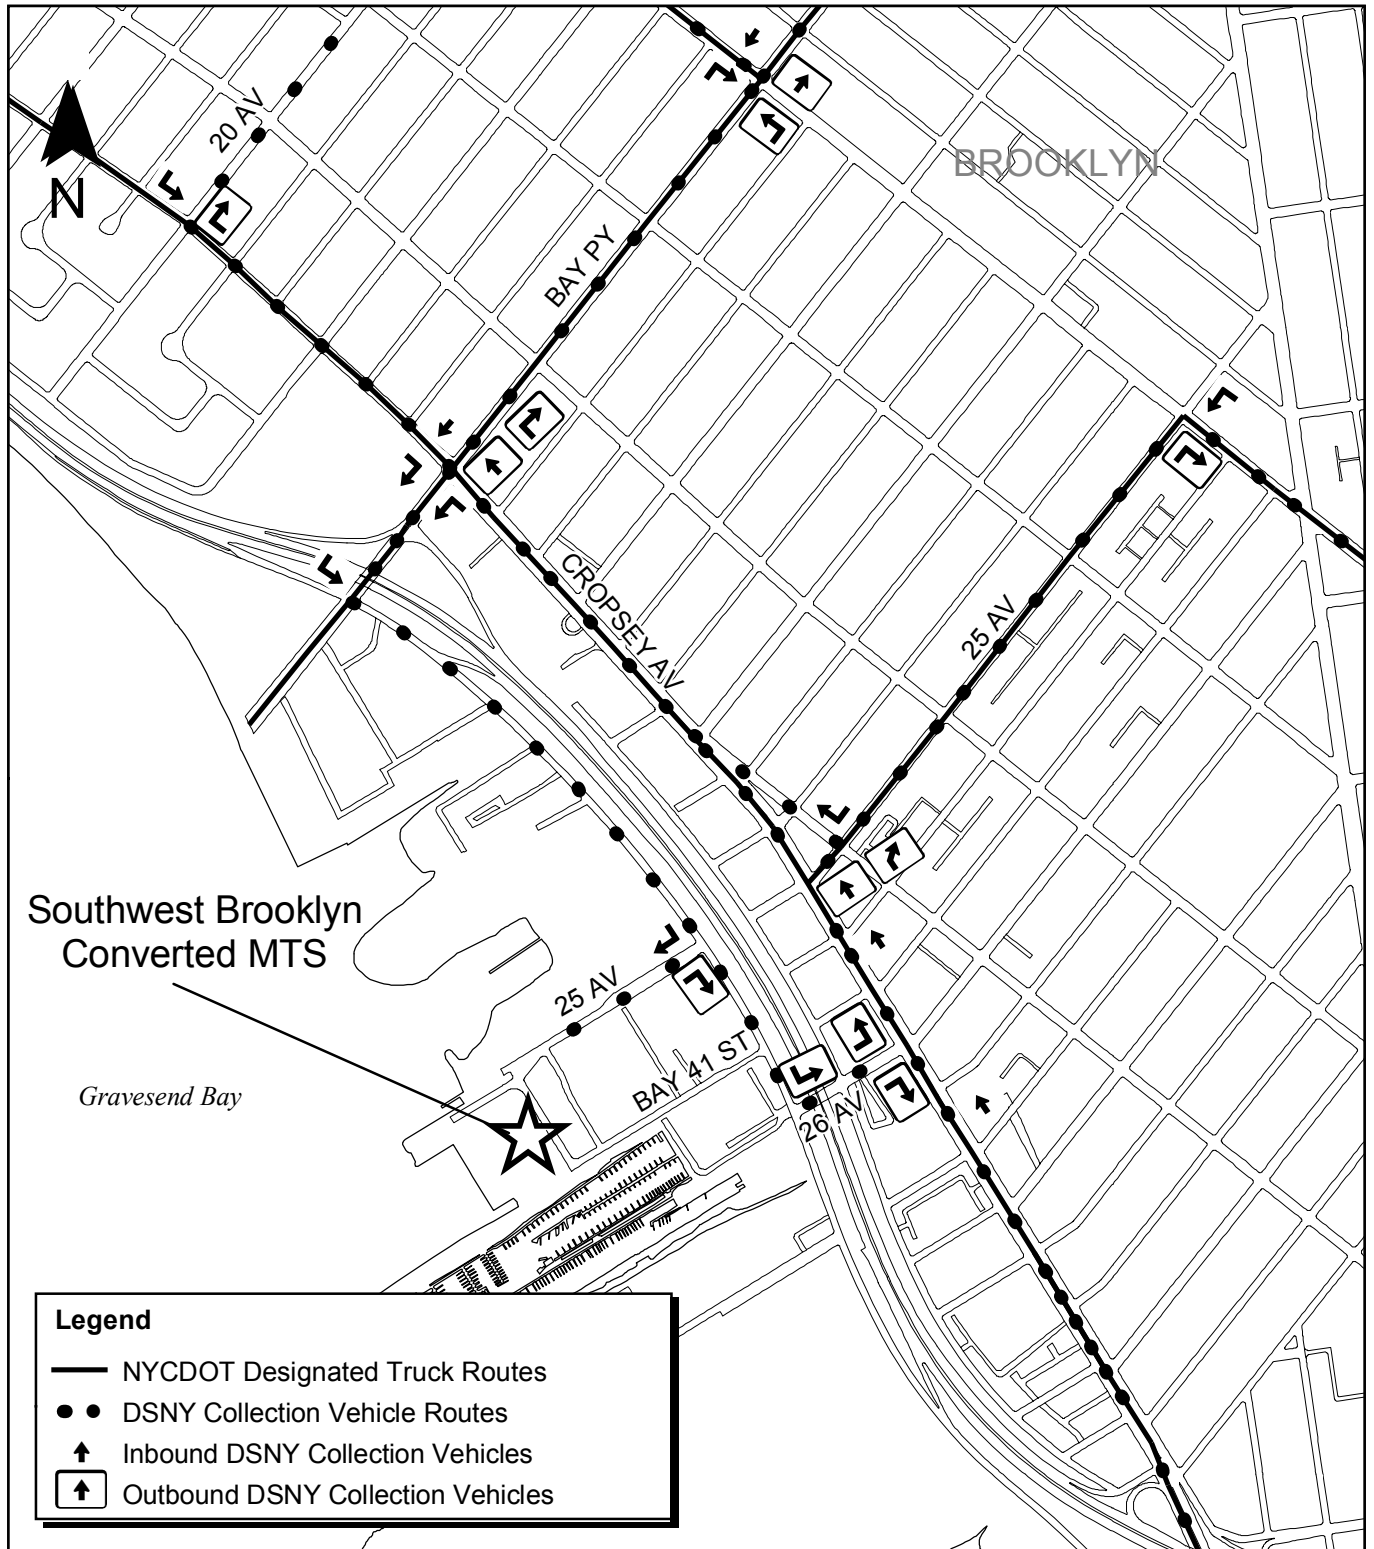 20 AV
N
BROOKLYN
BAY PY
CROPSEY AV
25 AV
Southwest Brooklyn
Converted MTS
25 AV
BAY 41 ST
26 AV
Gravesend Bay
Legend
NYCDOT Designated Truck Routes
DSNY Collection Vehicle Routes
Inbound DSNY Collection Vehicles
Outbound DSNY Collection Vehicles